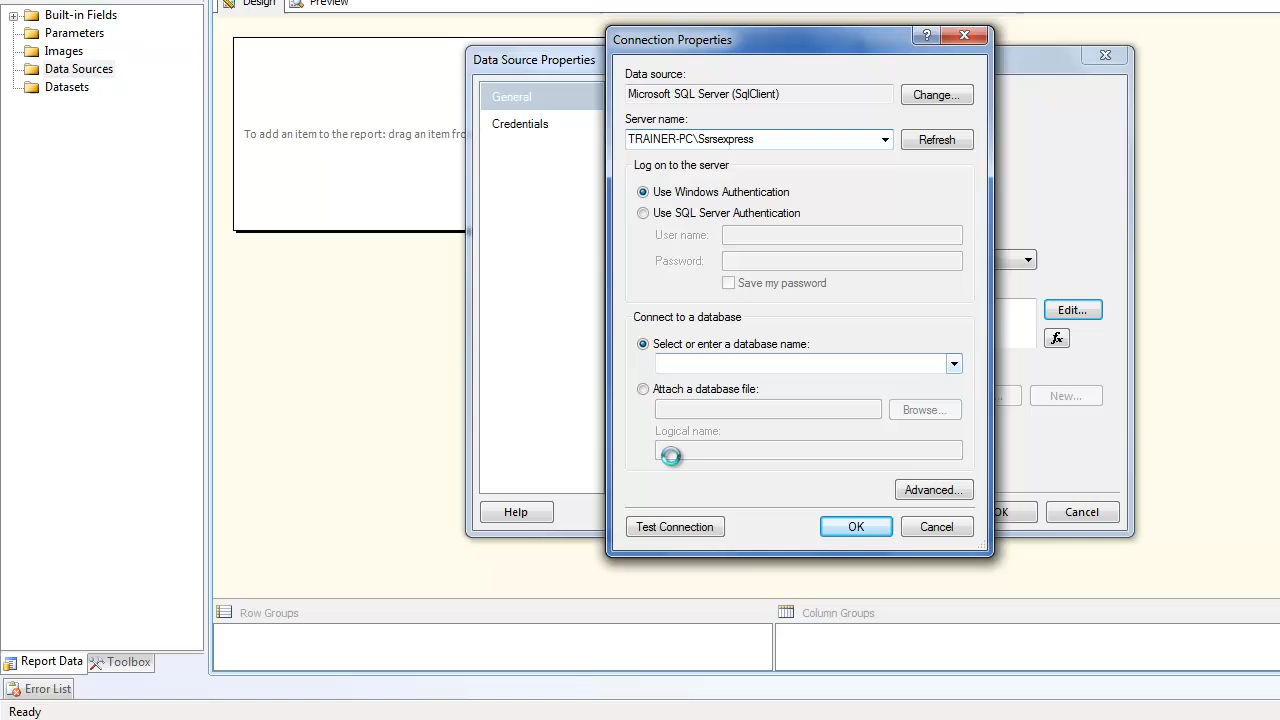 Design
Preview
Built-in Fields
Parameters
Images
Data Sources
Datasets
To add an item to the report: drag an item fro
Data Source Properties
General
Credentials
Help
Connection Properties
?
Data source:
Microsoft SQL Server (SqlClient)
Change...
Server name:
TRAINER-PC\Ssrsexpress
Refresh
Log on to the server
Use Windows Authentication
Use SQL Server Authentication
User name:
Password:
Save my password
Connect to a database
Select or enter a database name:
Attach a database file:
Browse...
Logical name:
Advanced...
Test Connection
OK
Cancel
Edit...
fx
...
New...
OK
Cancel
Row Groups
Column Groups
Report Data
Toolbox
Error List
Ready